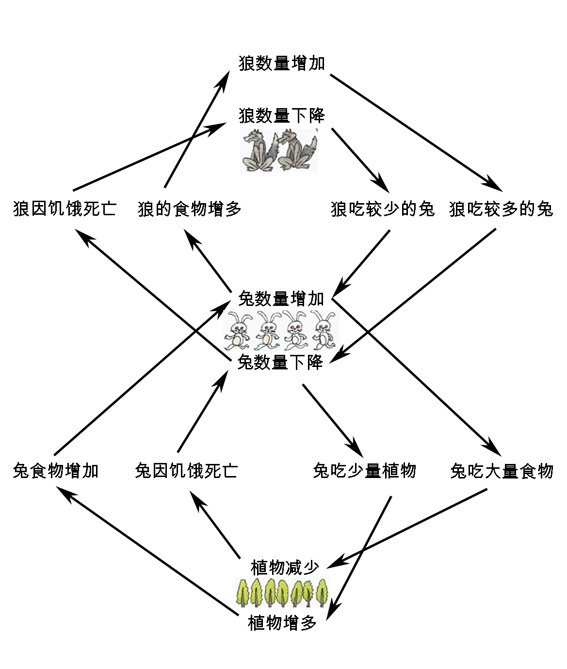 狼数量增加
狼数量下降
狼因饥饿死亡 狼的食物增多 狼吃较少的兔 狼吃较多的兔
兔数量增加
兔数量下降
兔食物增加 兔因饥饿死亡 兔吃少量植物 兔吃大量食物
植物减少
植物增多